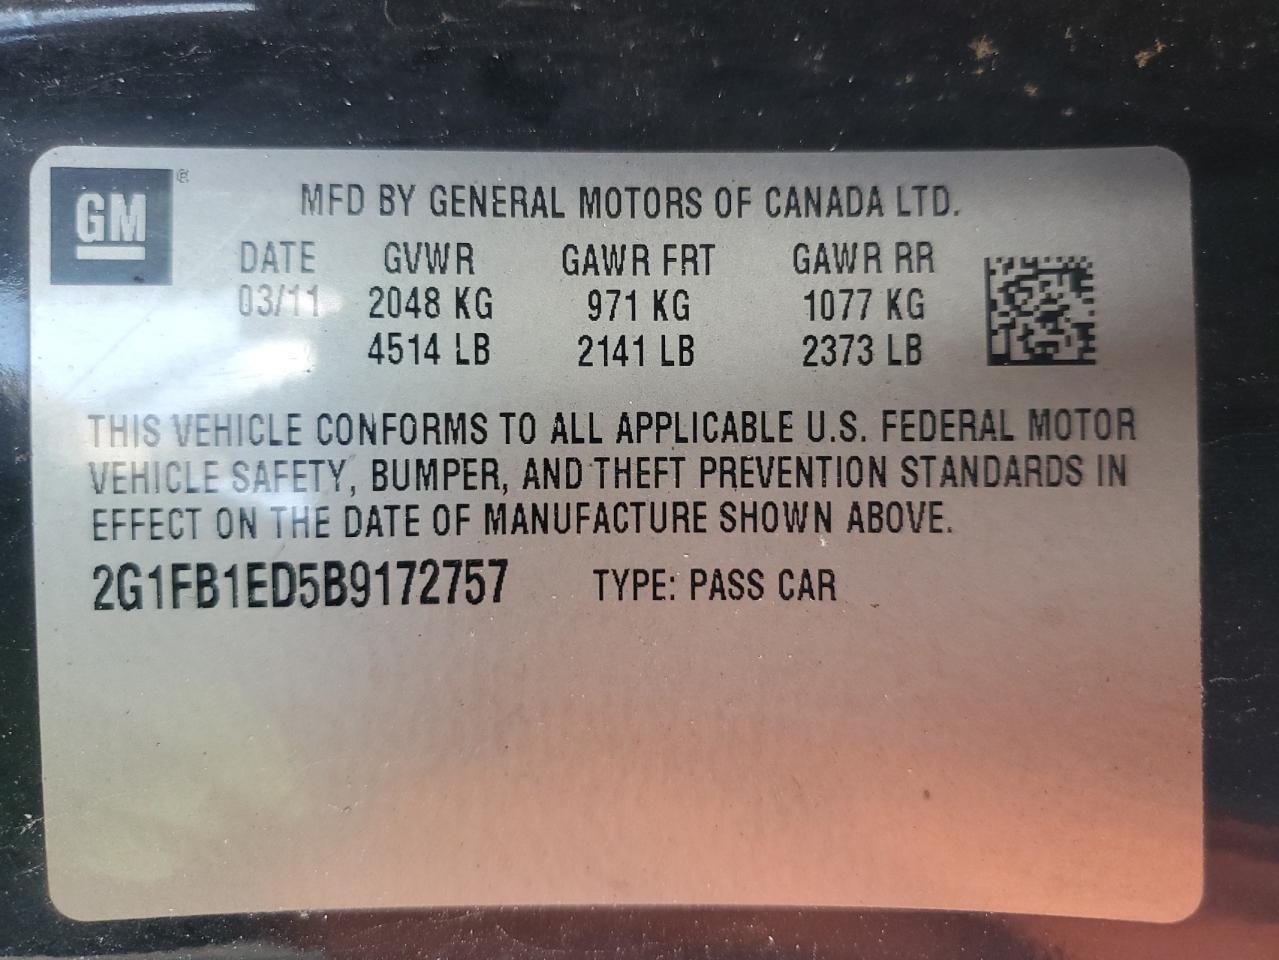 GM ®
MFD BY GENERAL MOTORS OF CANADA LTD.
DATE GVWR GAWR FRT GAWR RR
03/11 2048 KG 971 KG 1077 KG
4514 LB 2141 LB 2373 LB
THIS VEHICLE CONFORMS TO ALL APPLICABLE U.S. FEDERAL MOTOR
VEHICLE SAFETY, BUMPER, AND THEFT PREVENTION STANDARDS IN
EFFECT ON THE DATE OF MANUFACTURE SHOWN ABOVE.
2G1FB1ED5B9172757 TYPE: PASS CAR